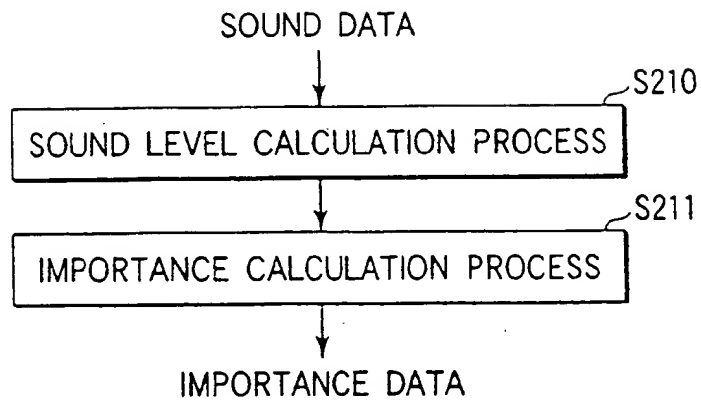 SOUND DATA
S210
SOUND LEVEL CALCULATION PROCESS
S211
IMPORTANCE CALCULATION PROCESS
IMPORTANCE DATA